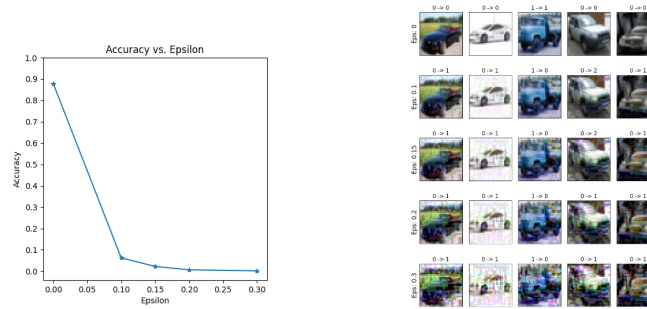 Accuracy vs. Epsilon
1.0
0.9
0.8
0.7
0.6
0.5
0.4
0.3
0.2
0.1
0.0
Accuracy
0.00 0.05 0.10 0.15 0.20 0.25 0.30
Epsilon
0 -> 0 0 -> 0 1 -> 1 0 -> 0 0 -> 0
Eps: 0
0 -> 1 0 -> 1 1 -> 0 0 -> 2 0 -> 1
Eps: 0.1
0 -> 1 0 -> 1 1 -> 0 0 -> 2 0 -> 1
Eps: 0.15
0 -> 1 0 -> 1 1 -> 0 0 -> 1 0 -> 1
Eps: 0.2
0 -> 1 0 -> 1 1 -> 0 0 -> 1 0 -> 1
Eps: 0.3